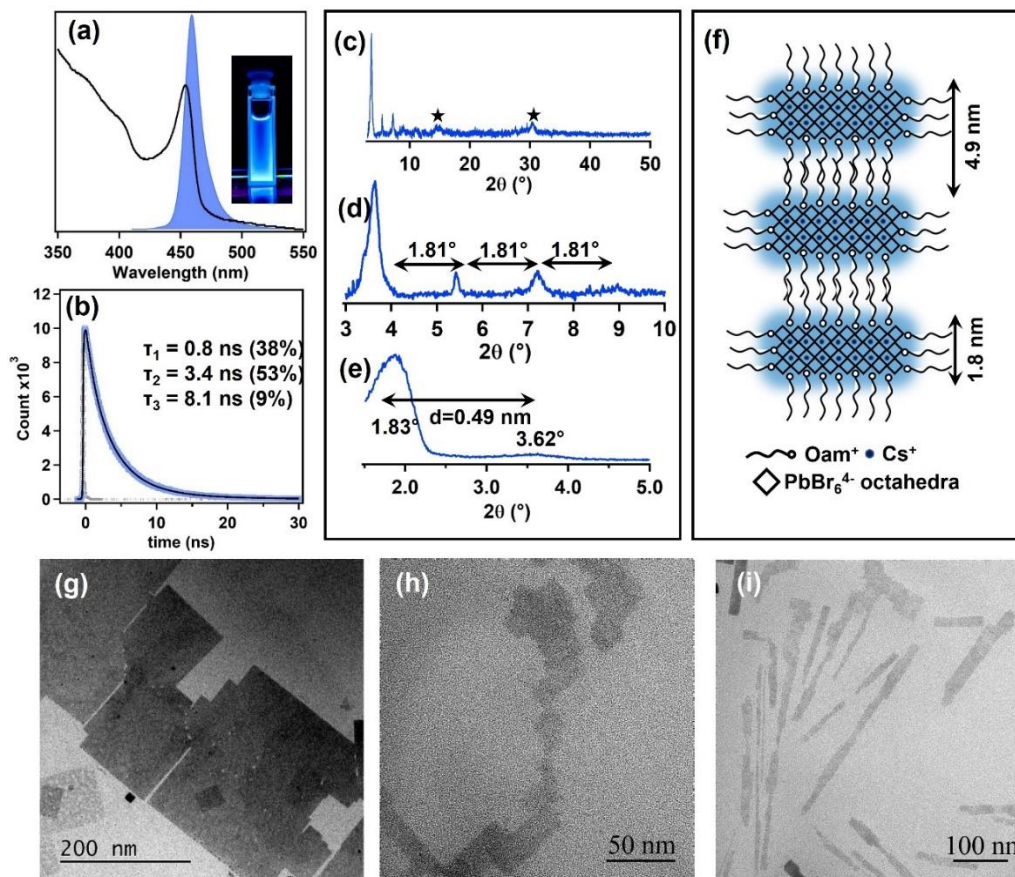 (a)
350
400
450
500
550
Wavelength (nm)
(b)
12
10
8
6
4
2
0
Count x10³
τ₁ = 0.8 ns (38%)
τ₂ = 3.4 ns (53%)
τ₃ = 8.1 ns (9%)
0
10
20
30
time (ns)
(c)
10
20
30
40
50
2θ (°)
(d)
1.81°
1.81°
1.81°
3
4
5
6
7
8
9
10
2θ (°)
(e)
d=0.49 nm
1.83°
3.62°
2.0
3.0
4.0
5.0
2θ (°)
(f)
4.9 nm
1.8 nm
Oam⁺
Cs⁺
PbBr₆⁴⁻ octahedra
(g)
200 nm
(h)
50 nm
(i)
100 nm